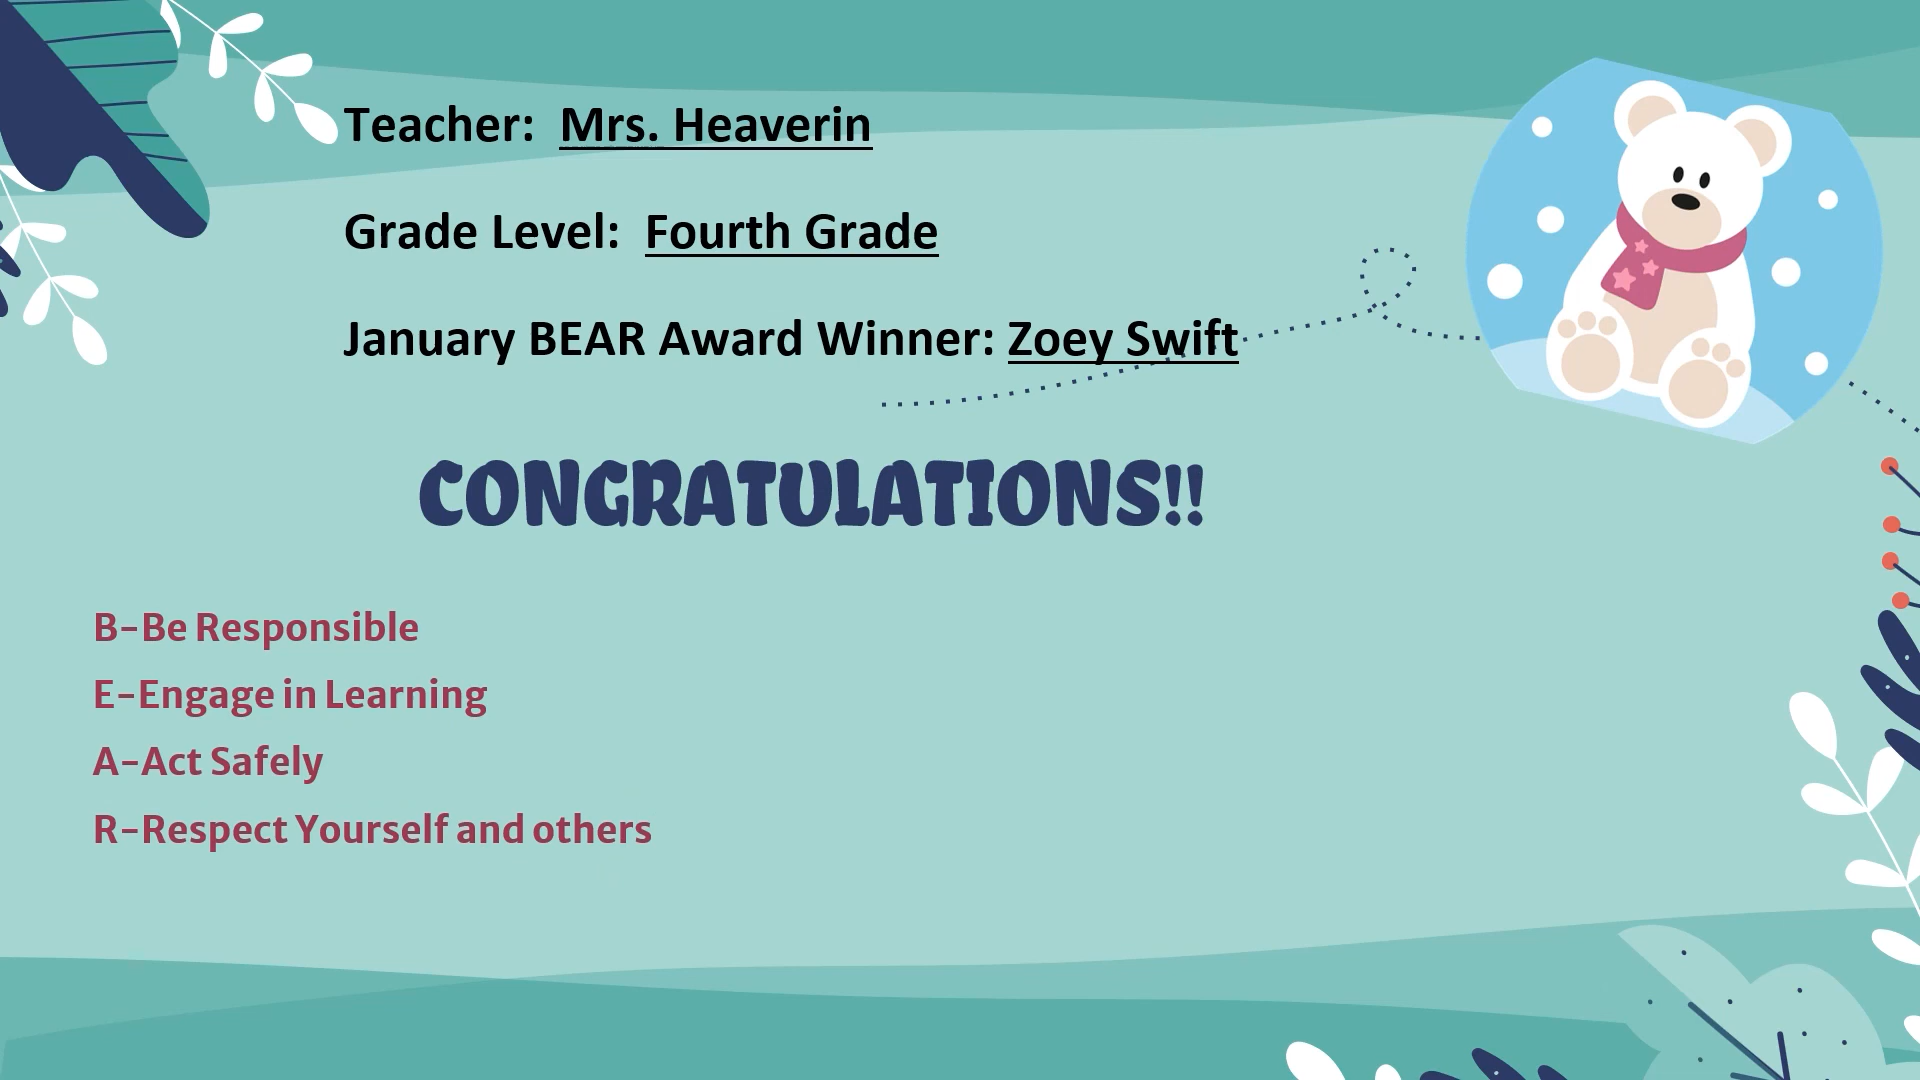 Teacher: Mrs. Heaverin
Grade Level: Fourth Grade
January BEAR Award Winner: Zoey Swift
CONGRATULATIONS!!
B-Be Responsible
E-Engage in Learning
A-Act Safely
R-Respect Yourself and others